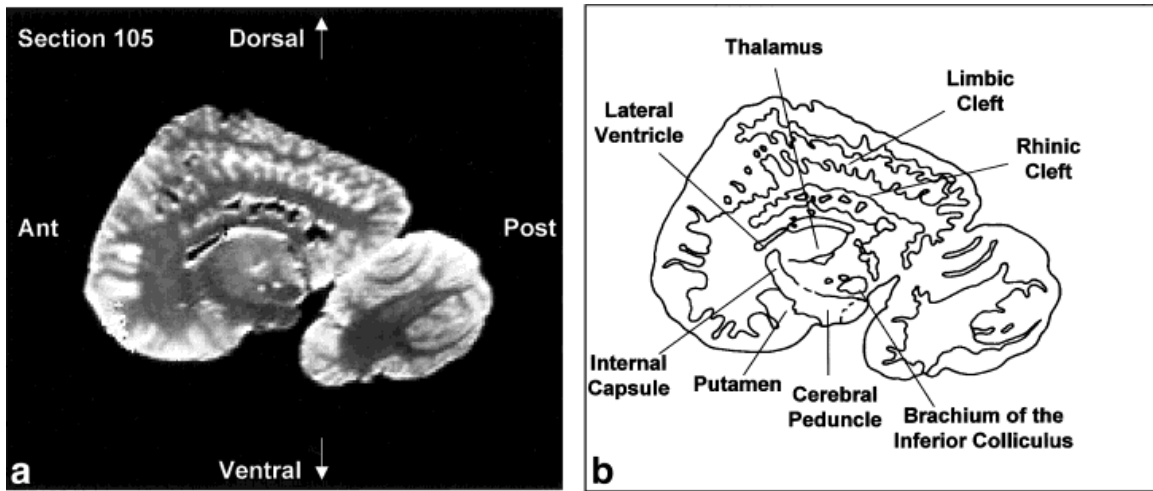 Section 105
Dorsal
Ant
Post
Ventral
a
Thalamus
Limbic
Cleft
Lateral
Ventricle
Rhinic
Cleft
Internal
Capsule
Putamen
Cerebral
Peduncle
Brachium of the
Inferior Colliculus
b